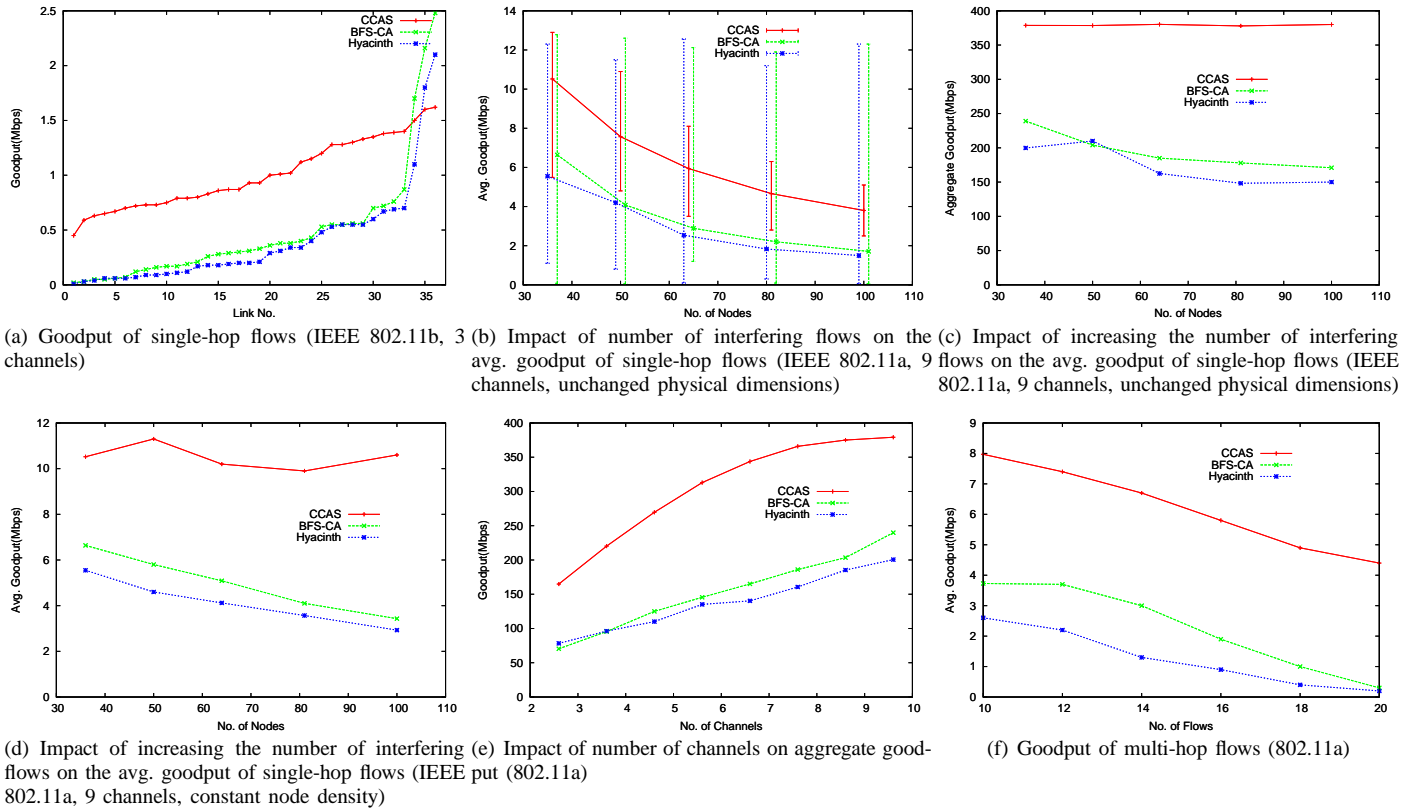 2.5
2
1.5
1
0.5
0
0 5 10 15 20 25 30 35
Goodput(Mbps)
Link No.
CCAS
BFS-CA
Hyacinth
(a) Goodput of single-hop flows (IEEE 802.11b, 3
channels)
14
12
10
8
6
4
2
0
30 40 50 60 70 80 90 100 110
Avg. Goodput(Mbps)
No. of Nodes
CCAS
BFS-CA
Hyacinth
(b) Impact of number of interfering flows on the
avg. goodput of single-hop flows (IEEE 802.11a, 9
channels, unchanged physical dimensions)
400
350
300
250
200
150
100
50
0
30 40 50 60 70 80 90 100 110
Aggregate Goodput(Mbps)
No. of Nodes
CCAS
BFS-CA
Hyacinth
(c) Impact of increasing the number of interfering
flows on the avg. goodput of single-hop flows (IEEE
802.11a, 9 channels, unchanged physical dimensions)
12
10
8
6
4
2
0
30 40 50 60 70 80 90 100 110
Avg. Goodput(Mbps)
No. of Nodes
CCAS
BFS-CA
Hyacinth
(d) Impact of increasing the number of interfering
flows on the avg. goodput of single-hop flows (IEEE
802.11a, 9 channels, constant node density)
400
350
300
250
200
150
100
50
0
2 3 4 5 6 7 8 9 10
Goodput(Mbps)
No. of Channels
CCAS
BFS-CA
Hyacinth
(e) Impact of number of channels on aggregate good-
put (802.11a)
9
8
7
6
5
4
3
2
1
0
10 12 14 16 18 20
Avg. Goodput(Mbps)
No. of Flows
CCAS
BFS-CA
Hyacinth
(f) Goodput of multi-hop flows (802.11a)